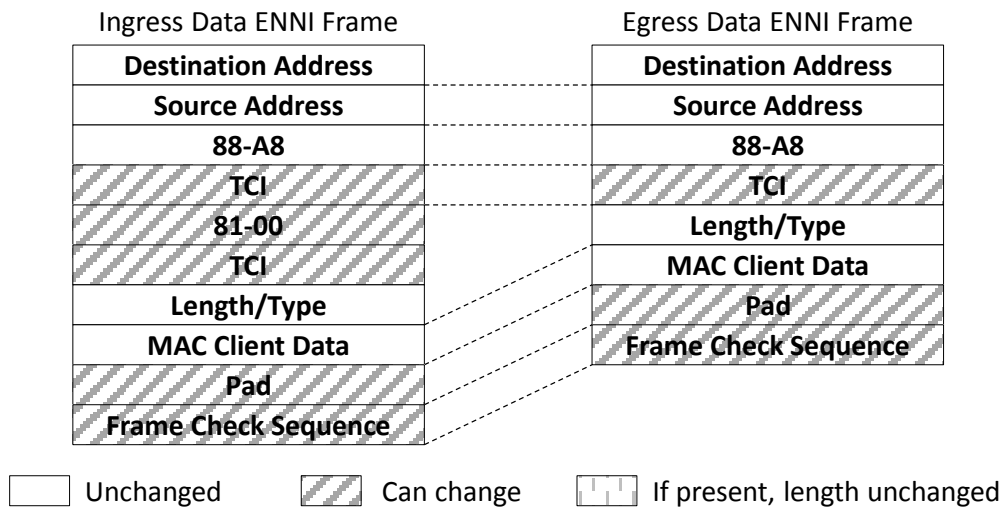 Ingress Data ENNI Frame
Destination Address
Source Address
88-A8
TCI
81-00
TCI
Length/Type
MAC Client Data
Pad
Frame Check Sequence
Egress Data ENNI Frame
Destination Address
Source Address
88-A8
TCI
Length/Type
MAC Client Data
Pad
Frame Check Sequence
Unchanged
Can change
If present, length unchanged